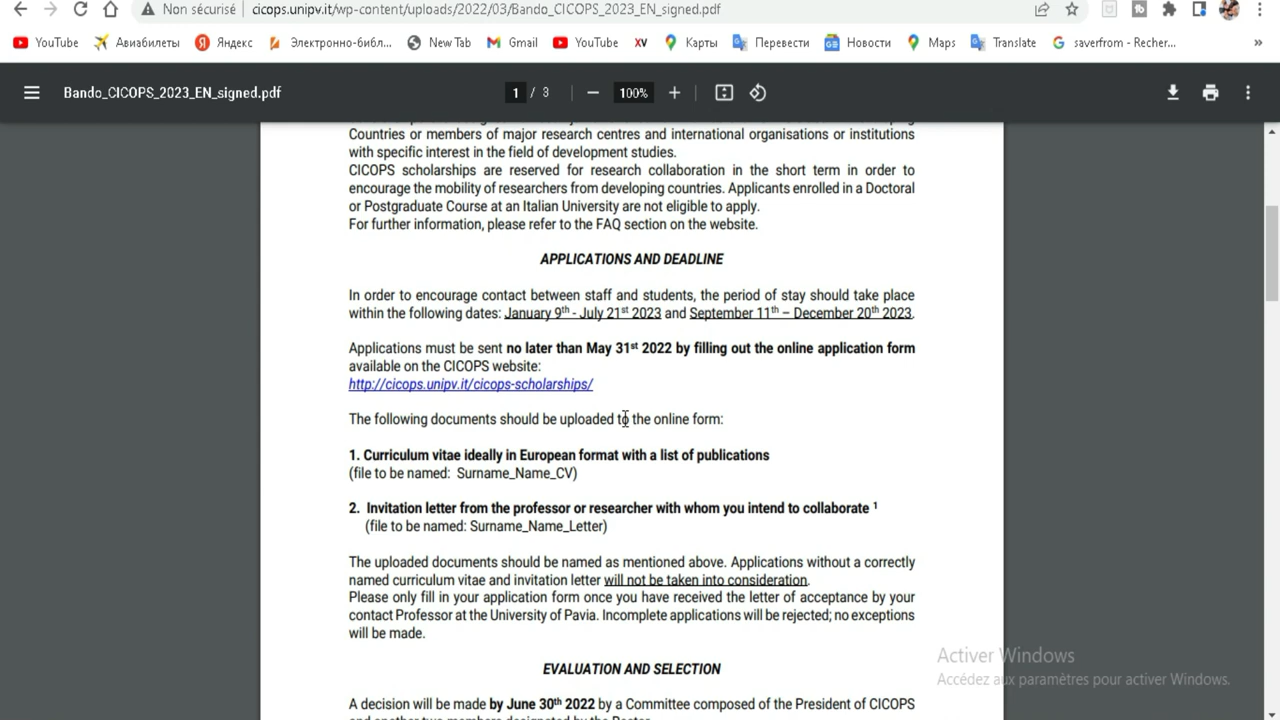 Non sécurisé cicops.unipv.it/wp-content/uploads/2022/03/Bando_CICOPS_2023_EN_signed.pdf
YouTube Авиабилеты Яндекс Электронно-библ... New Tab Gmail YouTube XV Карты Перевести Новости Maps Translate saverfrom - Recher... »
Bando_CICOPS_2023_EN_signed.pdf 1 / 3 100%
Countries or members of major research centres and international organisations or institutions
with specific interest in the field of development studies.
CICOPS scholarships are reserved for research collaboration in the short term in order to
encourage the mobility of researchers from developing countries. Applicants enrolled in a Doctoral
or Postgraduate Course at an Italian University are not eligible to apply.
For further information, please refer to the FAQ section on the website.
APPLICATIONS AND DEADLINE
In order to encourage contact between staff and students, the period of stay should take place
within the following dates: January 9th - July 21st 2023 and September 11th – December 20th 2023.
Applications must be sent no later than May 31st 2022 by filling out the online application form
available on the CICOPS website:
http://cicops.unipv.it/cicops-scholarships/
The following documents should be uploaded to the online form:
1. Curriculum vitae ideally in European format with a list of publications
(file to be named: Surname_Name_CV)
2. Invitation letter from the professor or researcher with whom you intend to collaborate 1
(file to be named: Surname_Name_Letter)
The uploaded documents should be named as mentioned above. Applications without a correctly
named curriculum vitae and invitation letter will not be taken into consideration.
Please only fill in your application form once you have received the letter of acceptance by your
contact Professor at the University of Pavia. Incomplete applications will be rejected; no exceptions
will be made.
Activer Windows
Accédez aux paramètres pour activer Windows.
EVALUATION AND SELECTION
A decision will be made by June 30th 2022 by a Committee composed of the President of CICOPS